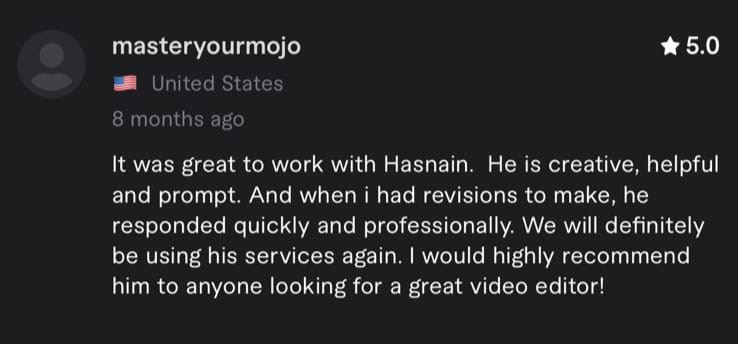 masteryourmojo
★ 5.0
United States
8 months ago
It was great to work with Hasnain.  He is creative, helpful
and prompt. And when i had revisions to make, he
responded quickly and professionally. We will definitely
be using his services again. I would highly recommend
him to anyone looking for a great video editor!